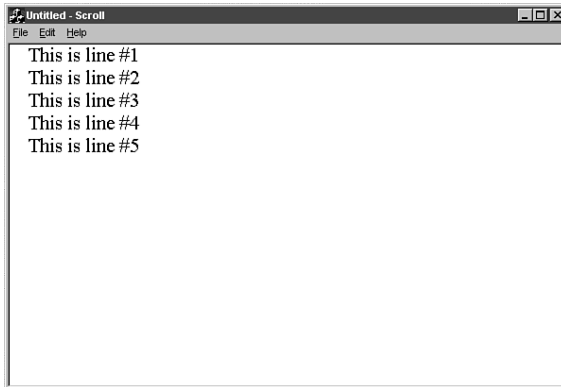 Untitled - Scroll
File Edit Help
This is line #1
This is line #2
This is line #3
This is line #4
This is line #5